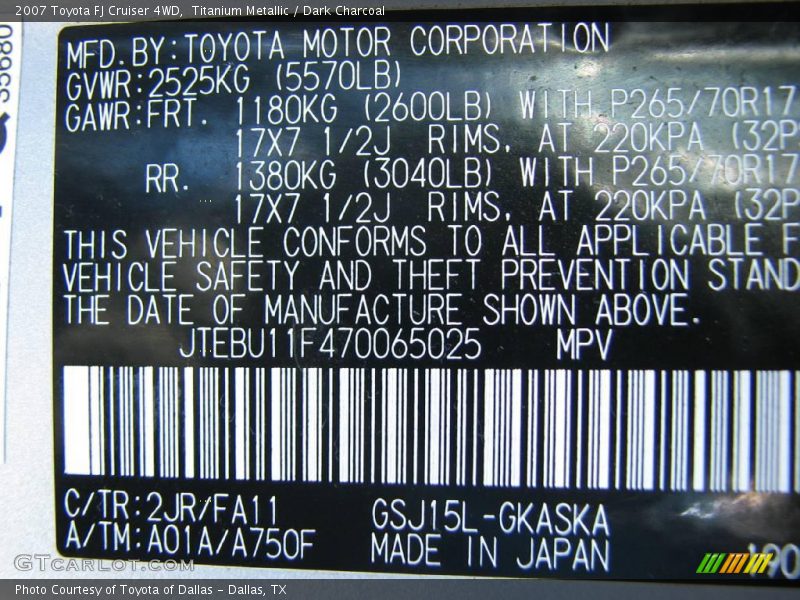 2007 Toyota FJ Cruiser 4WD,  Titanium Metallic / Dark Charcoal
MFD. BY: TOYOTA MOTOR CORPORATION
GVWR: 2525KG (5570LB)
GAWR: FRT. 1180KG (2600LB) WITH P265/70R17
17X7 1/2J RIMS, AT 220KPA (32P
RR. 1380KG (3040LB) WITH P265/70R17
17X7 1/2J RIMS, AT 220KPA (32P
THIS VEHICLE CONFORMS TO ALL APPLICABLE F
VEHICLE SAFETY AND THEFT PREVENTION STAND
THE DATE OF MANUFACTURE SHOWN ABOVE.
JTEBU11F470065025 MPV
C/TR: 2JR/FA11 GSJ15L-GKASKA
A/TM: A01A/A750F MADE IN JAPAN
GTCarLot.com
Photo Courtesy of Toyota of Dallas - Dallas, TX